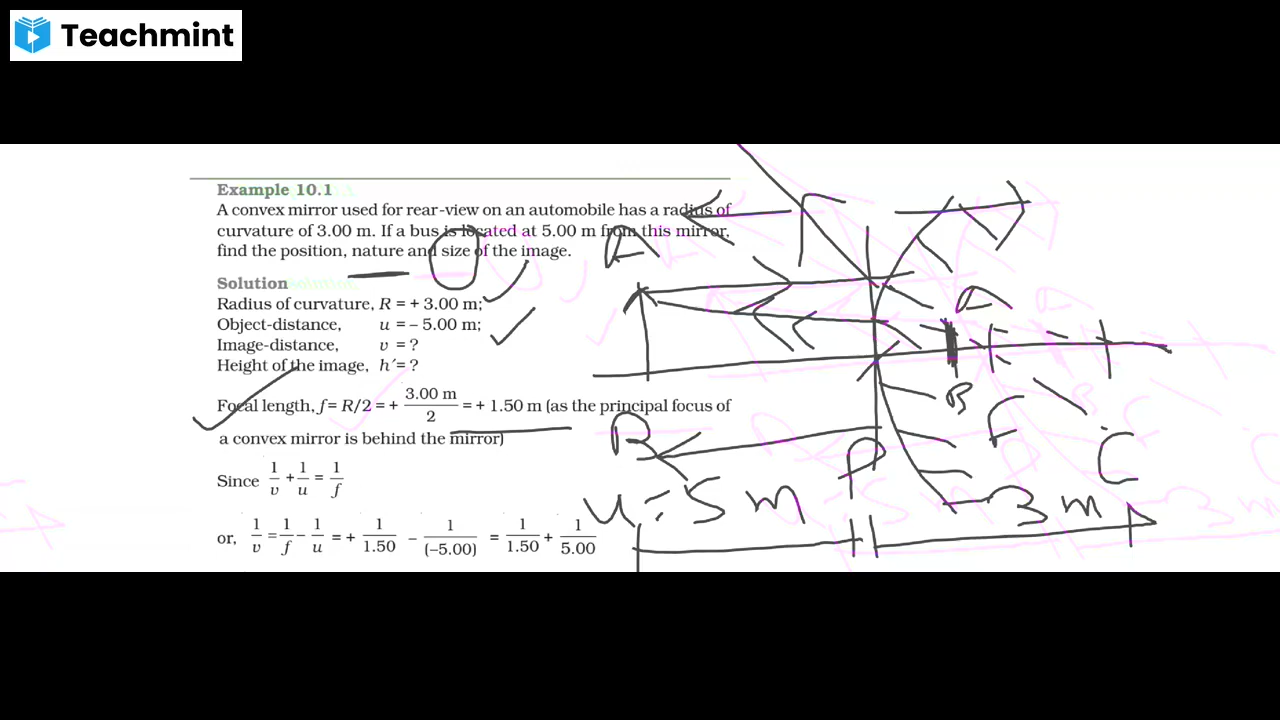 Teachmint
Example 10.1
A convex mirror used for rear-view on an automobile has a radius of
curvature of 3.00 m. If a bus is located at 5.00 m from this mirror,
find the position, nature and size of the image.
Solution
Radius of curvature, R = + 3.00 m;
Object-distance, u = – 5.00 m;
Image-distance, v = ?
Height of the image, h′= ?
Focal length, f = R/2 = + 3.00 m / 2 = + 1.50 m (as the principal focus of
a convex mirror is behind the mirror)
Since 1/v + 1/u = 1/f
or, 1/v = 1/f – 1/u = + 1/1.50 – 1/(–5.00) = 1/1.50 + 1/5.00
A
A
B
B
F
P
C
u = 5 m
3 m